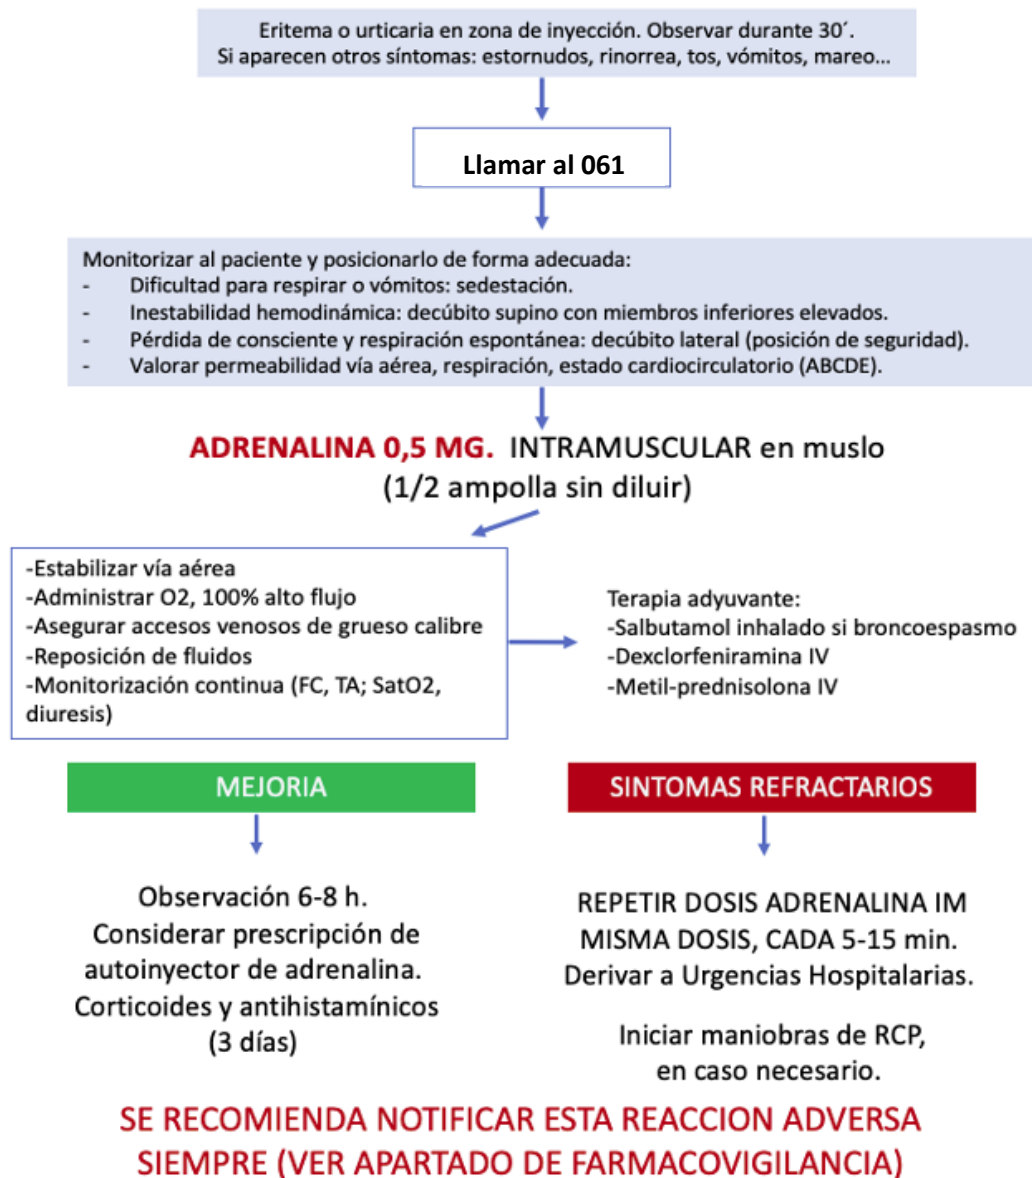 Eritema o urticaria en zona de inyección. Observar durante 30´.
Si aparecen otros síntomas: estornudos, rinorrea, tos, vómitos, mareo...
Llamar al 061
Monitorizar al paciente y posicionarlo de forma adecuada:
- Dificultad para respirar o vómitos: sedestación.
- Inestabilidad hemodinámica: decúbito supino con miembros inferiores elevados.
- Pérdida de consciente y respiración espontánea: decúbito lateral (posición de seguridad).
- Valorar permeabilidad vía aérea, respiración, estado cardiocirculatorio (ABCDE).
ADRENALINA 0,5 MG. INTRAMUSCULAR en muslo
(1/2 ampolla sin diluir)
-Estabilizar vía aérea
-Administrar O2, 100% alto flujo
-Asegurar accesos venosos de grueso calibre
-Reposición de fluidos
-Monitorización continua (FC, TA; SatO2,
diuresis)
Terapia adyuvante:
-Salbutamol inhalado si broncoespasmo
-Dexclorfeniramina IV
-Metil-prednisolona IV
MEJORIA
Observación 6-8 h.
Considerar prescripción de
autoinyector de adrenalina.
Corticoides y antihistamínicos
(3 días)
SINTOMAS REFRACTARIOS
REPETIR DOSIS ADRENALINA IM
MISMA DOSIS, CADA 5-15 min.
Derivar a Urgencias Hospitalarias.
Iniciar maniobras de RCP,
en caso necesario.
SE RECOMIENDA NOTIFICAR ESTA REACCION ADVERSA
SIEMPRE (VER APARTADO DE FARMACOVIGILANCIA)